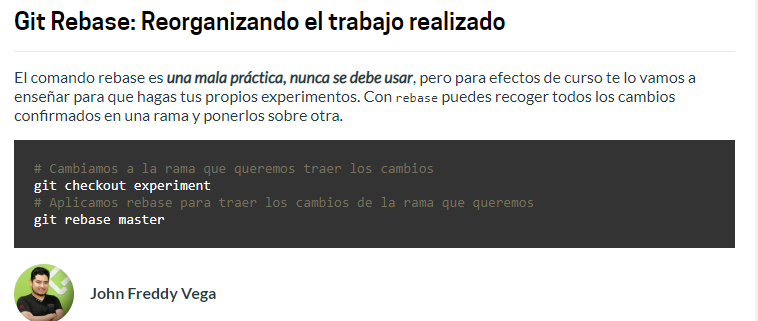 Git Rebase: Reorganizando el trabajo realizado
El comando rebase es una mala práctica, nunca se debe usar, pero para efectos de curso te lo vamos a
enseñar para que hagas tus propios experimentos. Con rebase puedes recoger todos los cambios
confirmados en una rama y ponerlos sobre otra.
# Cambiamos a la rama que queremos traer los cambios
git checkout experiment
# Aplicamos rebase para traer los cambios de la rama que queremos
git rebase master
John Freddy Vega